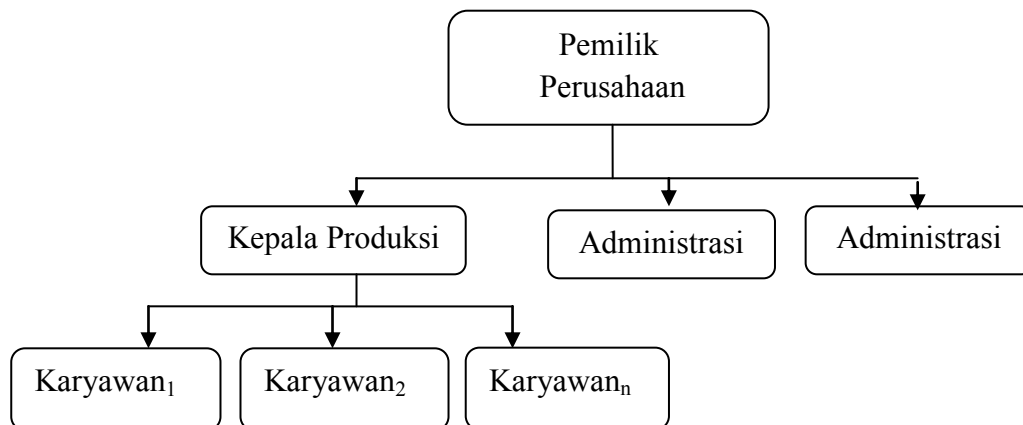 Pemilik
Perusahaan
Kepala Produksi
Administrasi
Administrasi
Karyawan₁
Karyawan₂
Karyawanₙ